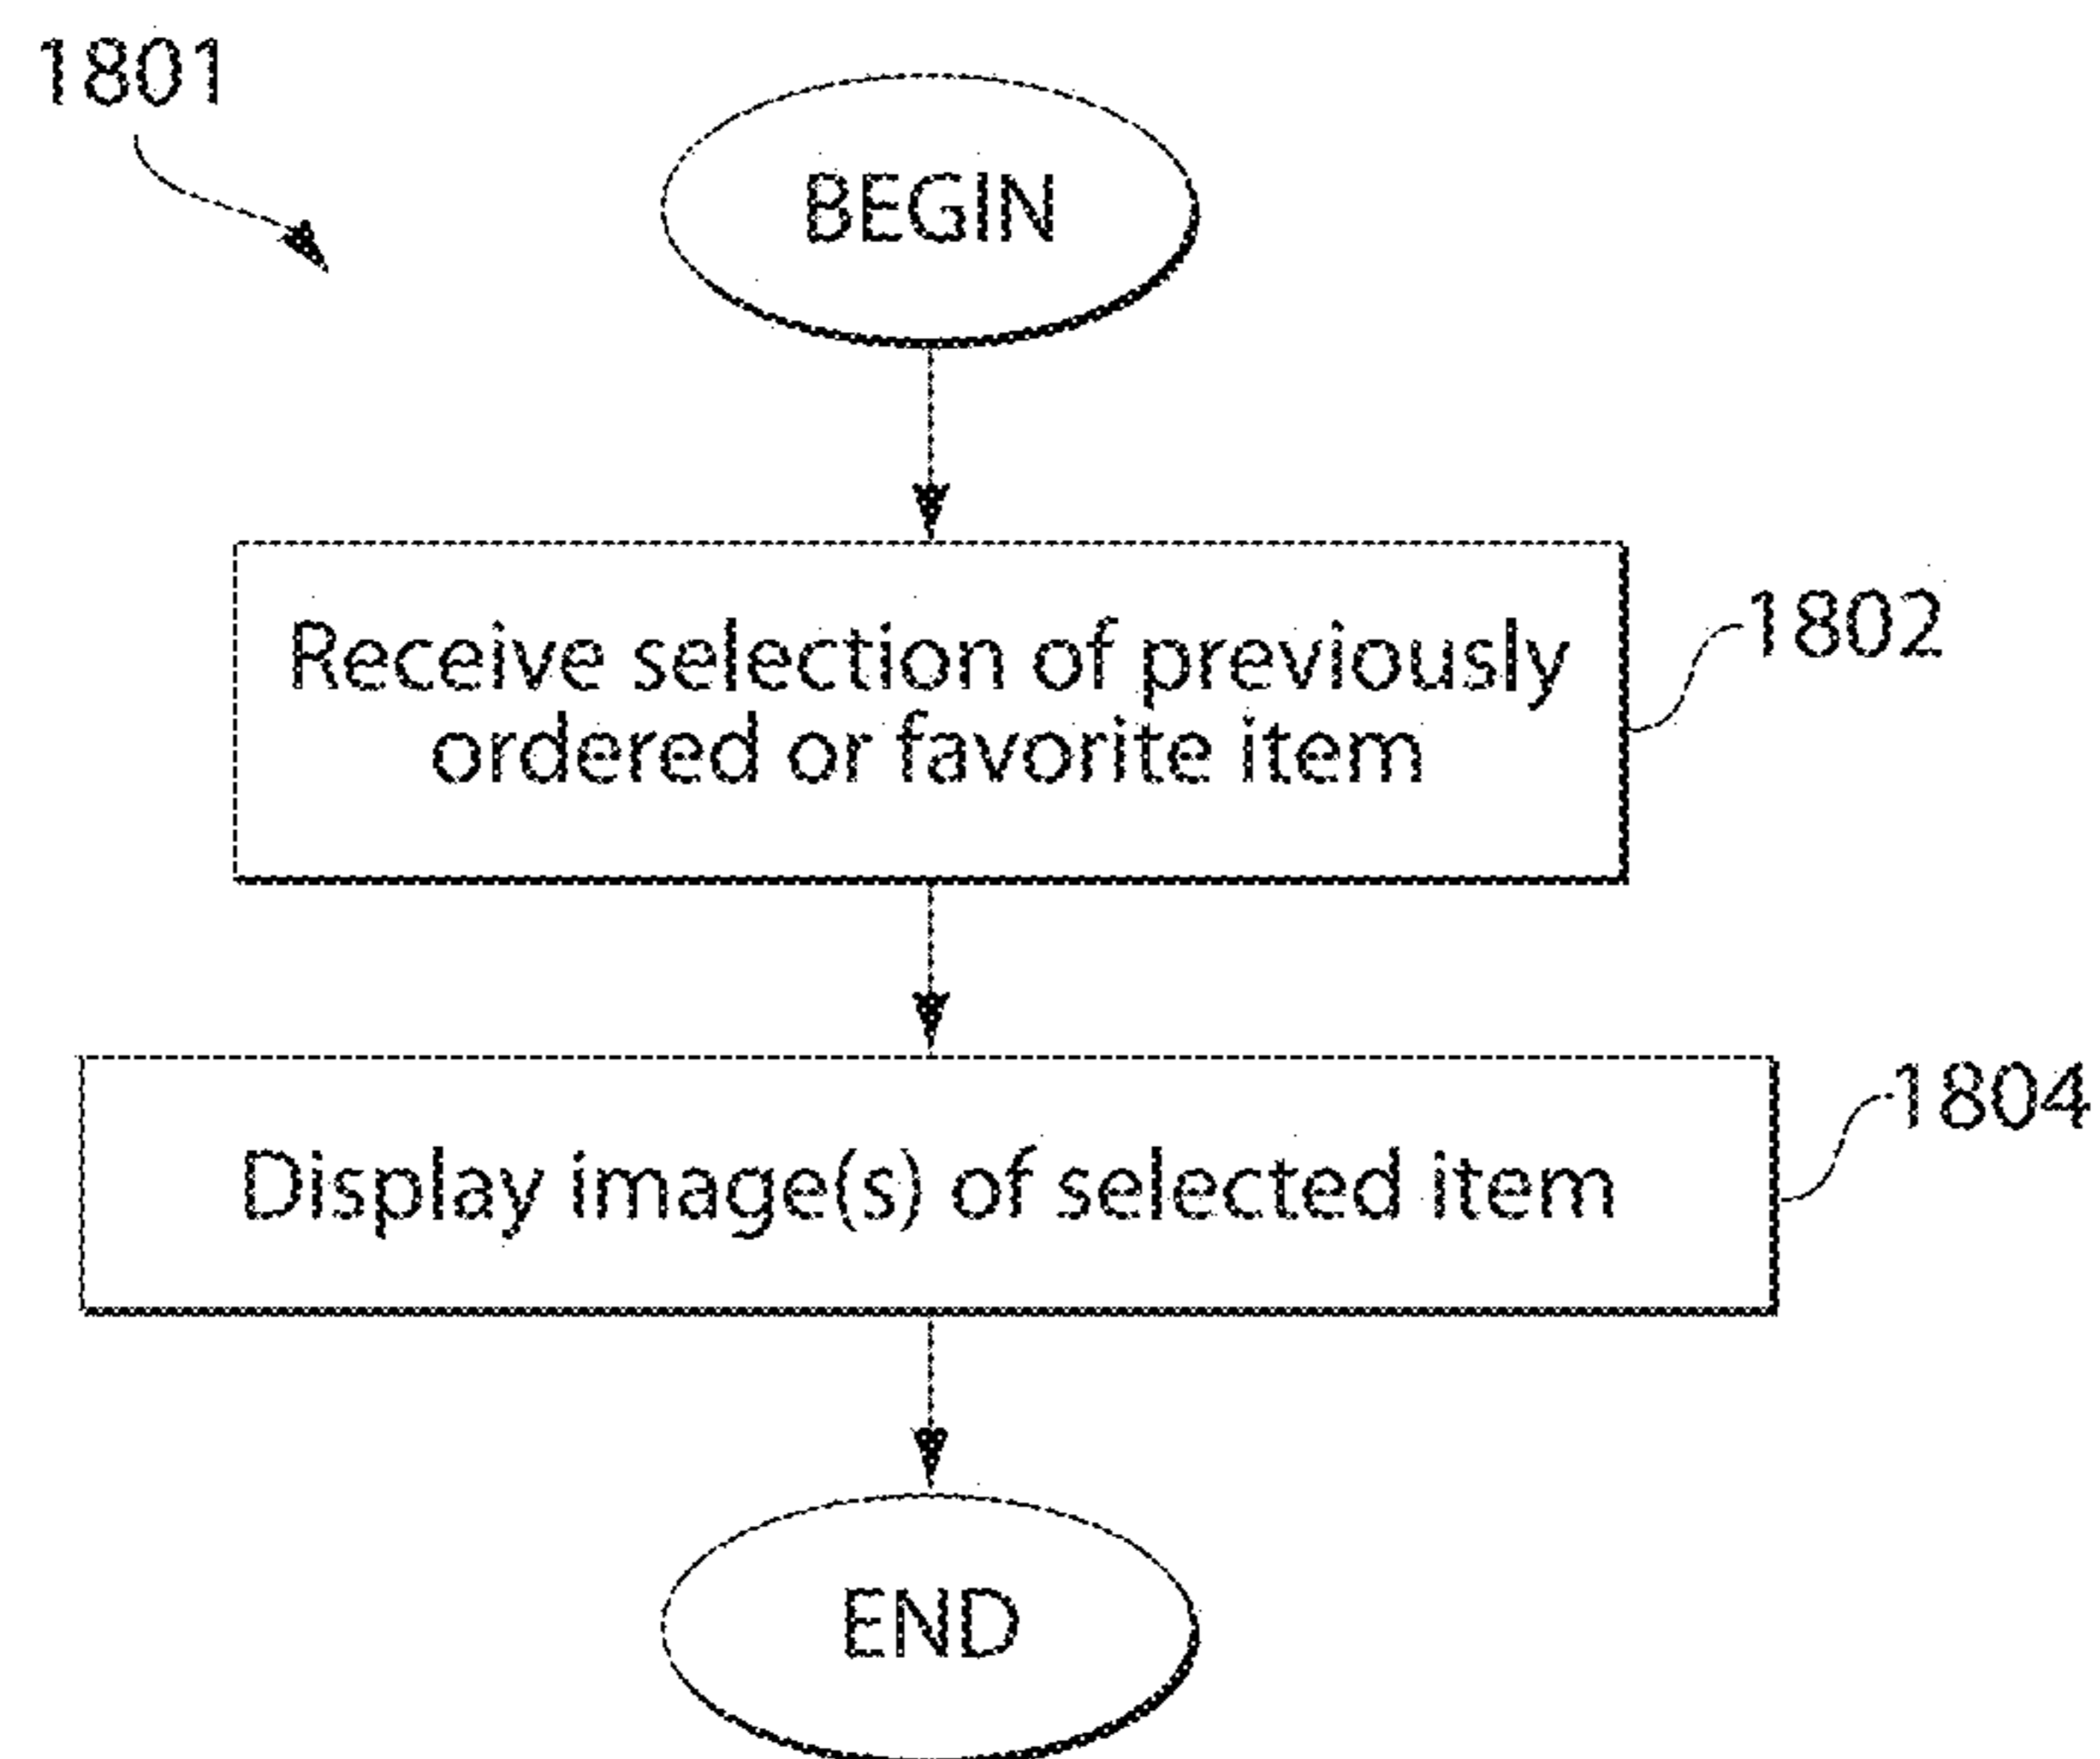 1801
BEGIN
Receive selection of previously
ordered or favorite item
1802
Display image(s) of selected item
1804
END